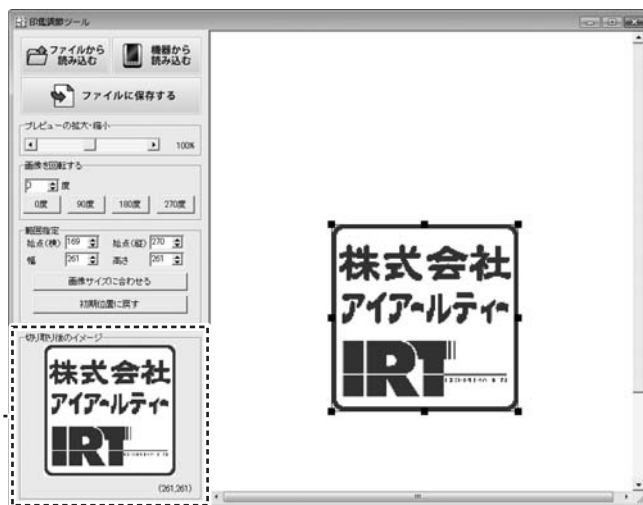 印鑑調節ツール
ファイルから
読み込む
機器から
読み込む
ファイルに保存する
プレビューの拡大・縮小
100%
画像を回転する
0 度
0度 90度 180度 270度
範囲指定
始点(横) 169 始点(縦) 270
幅 261 高さ 261
画像サイズに合わせる
初期位置に戻す
切り取り後のイメージ
株式会社
アイアールティー
IRT
(261,261)
株式会社
アイアールティー
IRT